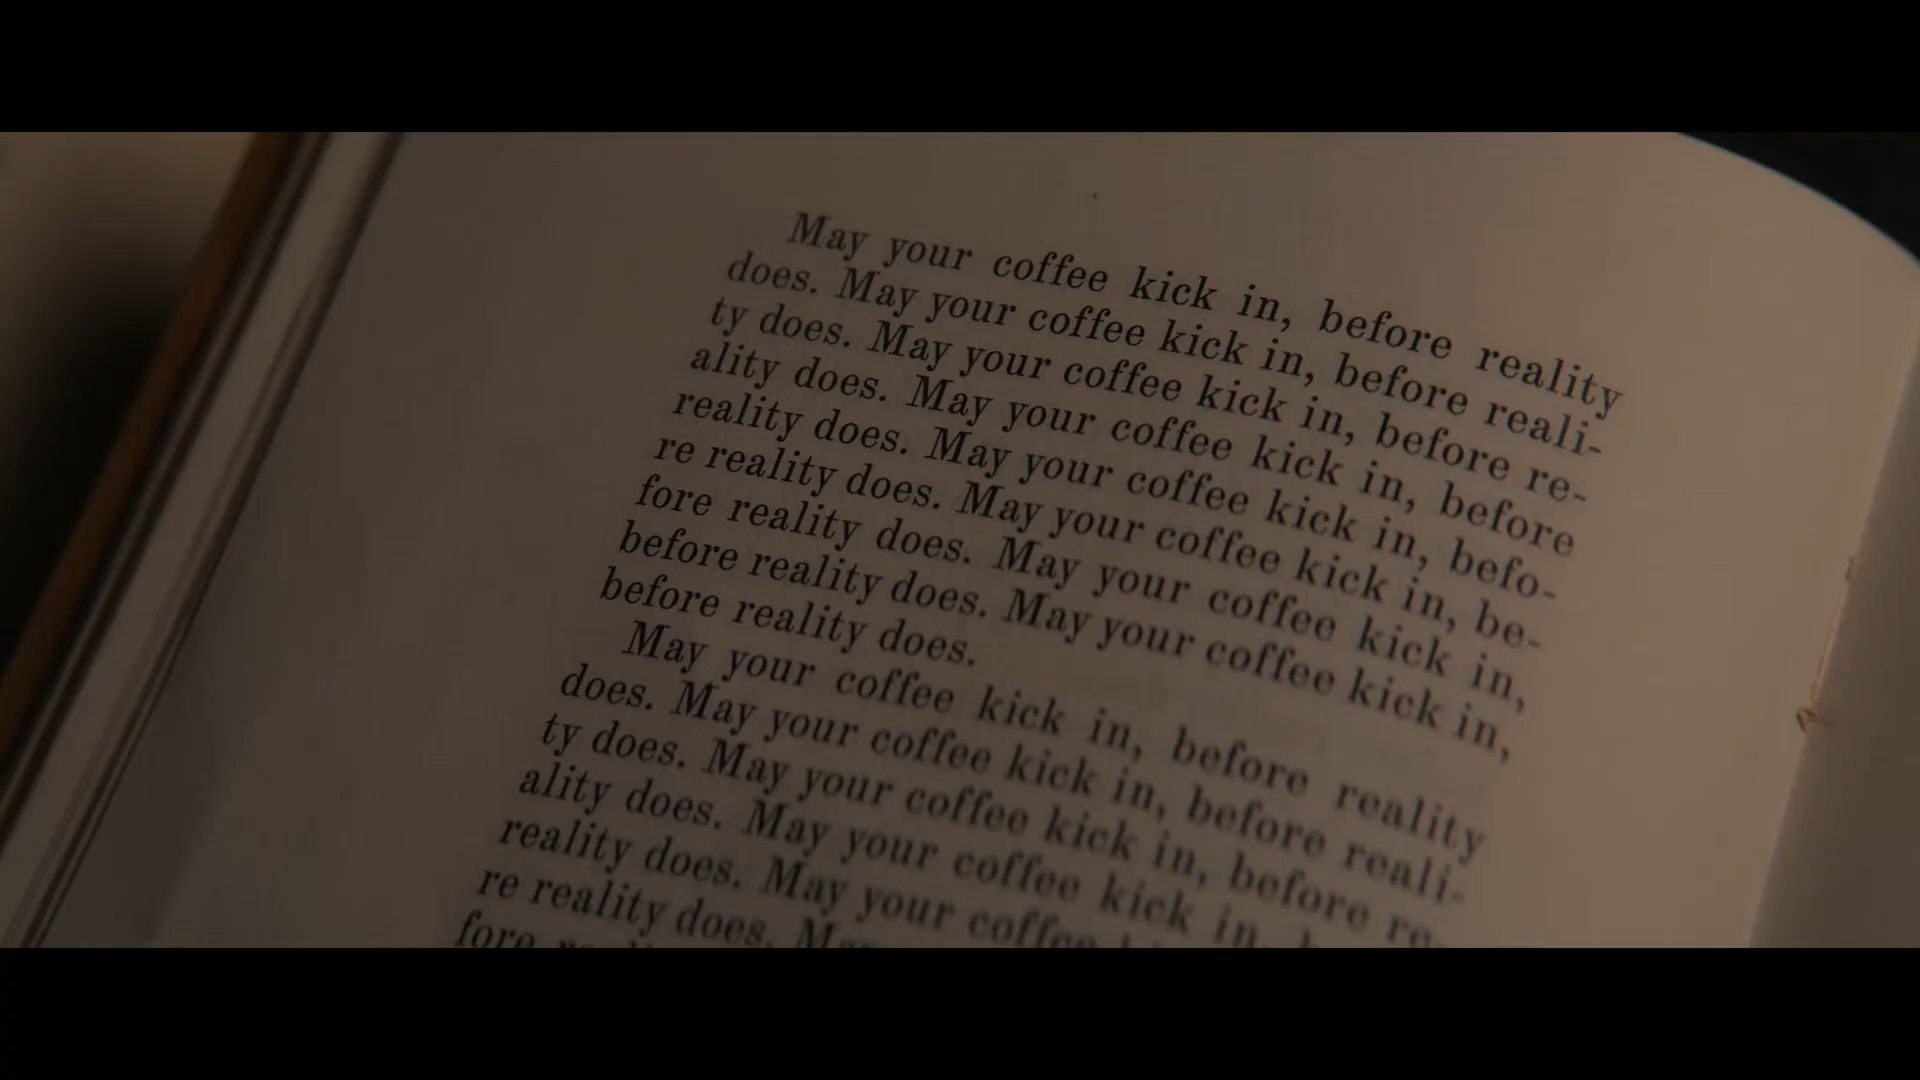 May your coffee kick in, before reality
does. May your coffee kick in, before reali-
ty does. May your coffee kick in, before re-
ality does. May your coffee kick in, before
reality does. May your coffee kick in, befo-
re reality does. May your coffee kick in, be-
fore reality does. May your coffee kick in,
before reality does. May your coffee kick in,
before reality does.
May your coffee kick in, before reality
does. May your coffee kick in, before reali-
ty does. May your coffee kick in, before re-
ality does. May your coffee kick in,
reality does. May your coffee
re reality does.